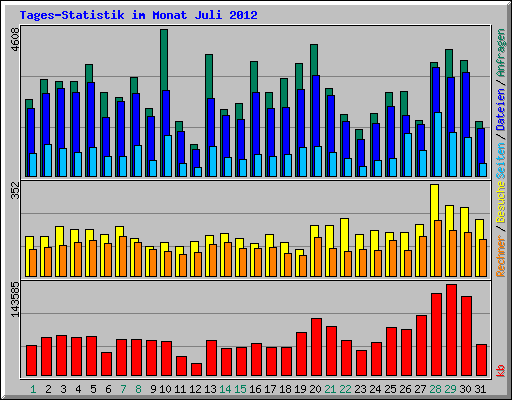 Tages-Statistik im Monat Juli 2012
4608
352
143585
Rechner / Besuche Seiten / Dateien / Anfragen
kb
1 2 3 4 5 6 7 8 9 10 11 12 13 14 15 16 17 18 19 20 21 22 23 24 25 26 27 28 29 30 31